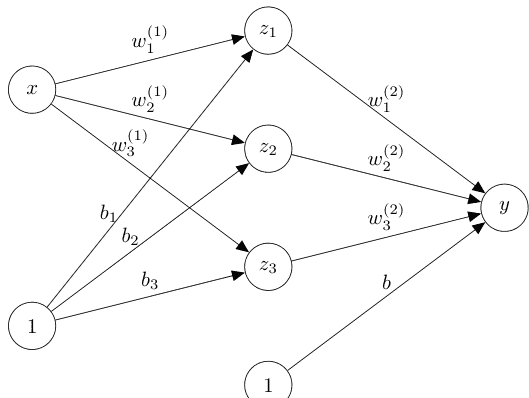 z₁
w₁⁽¹⁾
x
w₂⁽¹⁾
w₁⁽²⁾
w₃⁽¹⁾
z₂
w₂⁽²⁾
b₁
y
b₂
w₃⁽²⁾
z₃
b₃
b
1
1